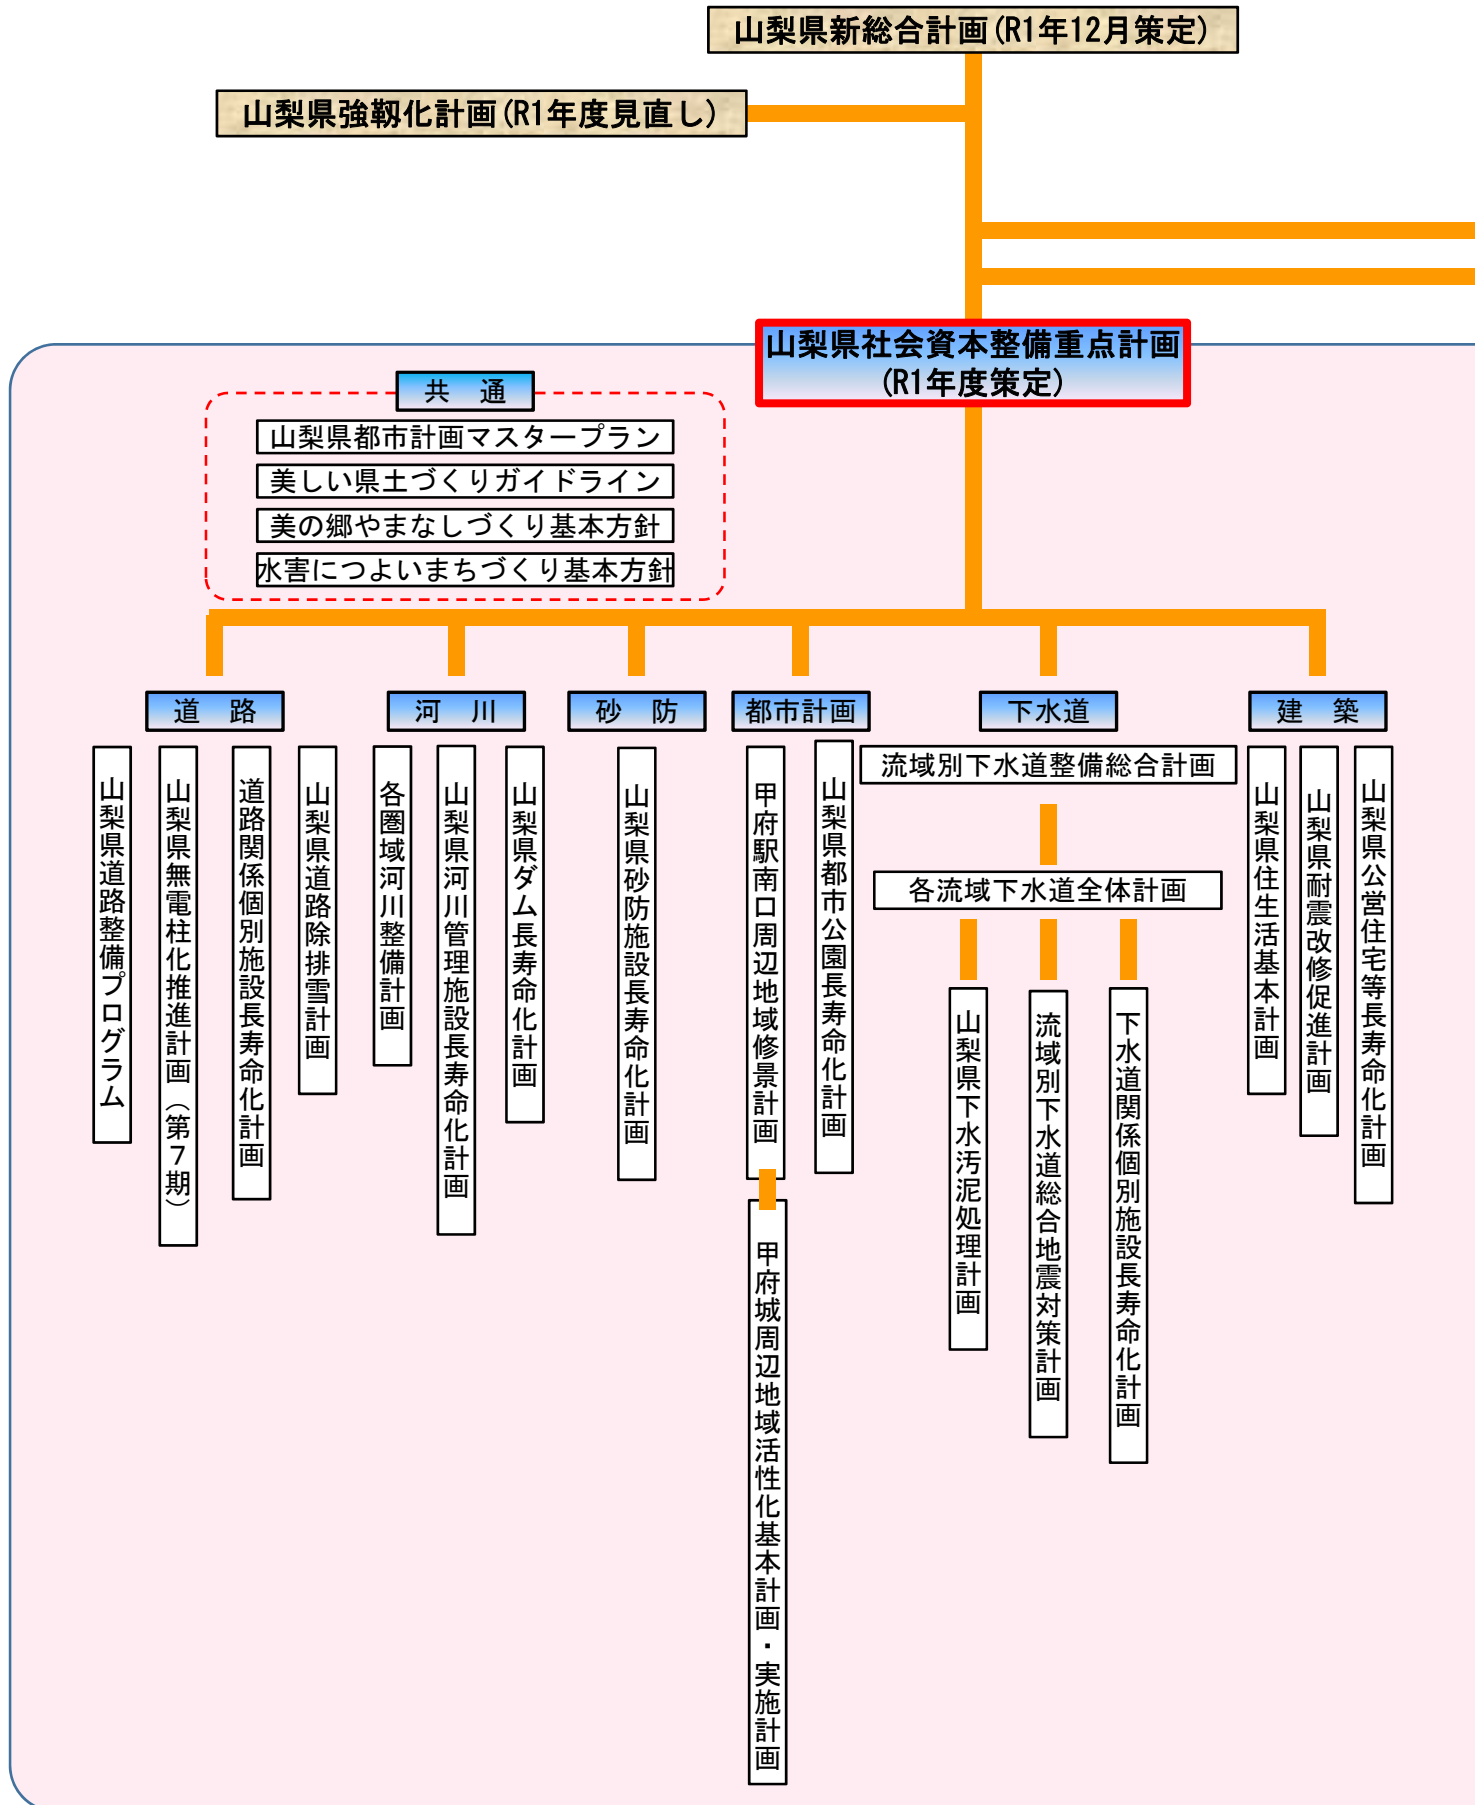 山梨県新総合計画(R1年12月策定)
山梨県強靱化計画(R1年度見直し)
山梨県社会資本整備重点計画
(R1年度策定)
共　通
山梨県都市計画マスタープラン
美しい県土づくりガイドライン
美の郷やまなしづくり基本方針
水害につよいまちづくり基本方針
道　路
山梨県道路整備プログラム
山梨県無電柱化推進計画（第７期）
道路関係個別施設長寿命化計画
山梨県道路除排雪計画
河　川
各圏域河川整備計画
山梨県河川管理施設長寿命化計画
山梨県ダム長寿命化計画
砂　防
山梨県砂防施設長寿命化計画
都市計画
甲府駅南口周辺地域修景計画
甲府城周辺地域活性化基本計画・実施計画
山梨県都市公園長寿命化計画
下水道
流域別下水道整備総合計画
各流域下水道全体計画
山梨県下水汚泥処理計画
流域別下水道総合地震対策計画
下水道関係個別施設長寿命化計画
建　築
山梨県住生活基本計画
山梨県耐震改修促進計画
山梨県公営住宅等長寿命化計画